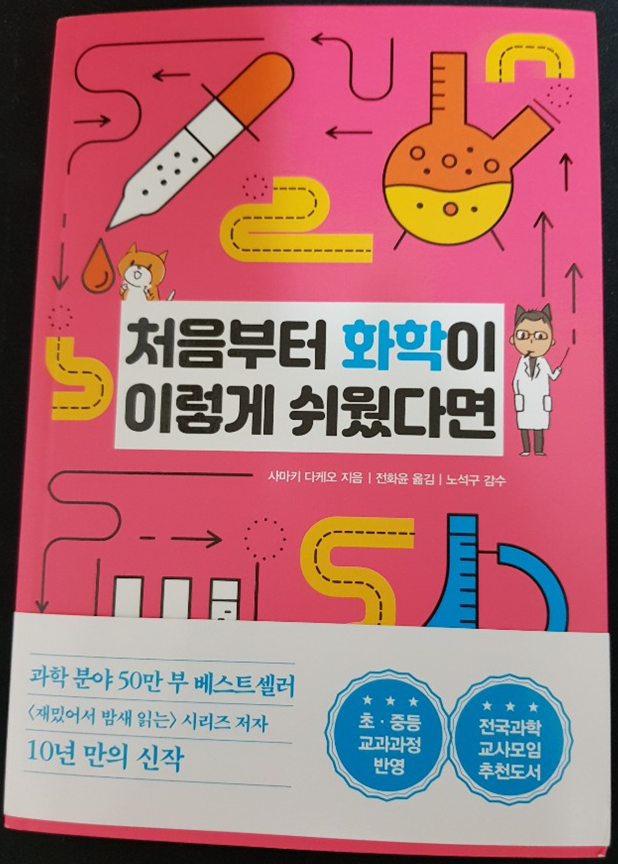 처음부터 화학이
이렇게 쉬웠다면
사마키 다케오 지음 | 전화윤 옮김 | 노석구 감수
과학 분야 50만 부 베스트셀러
〈재밌어서 밤새 읽는〉 시리즈 저자
10년 만의 신작
초·중등
교과과정
반영
전국과학
교사모임
추천도서